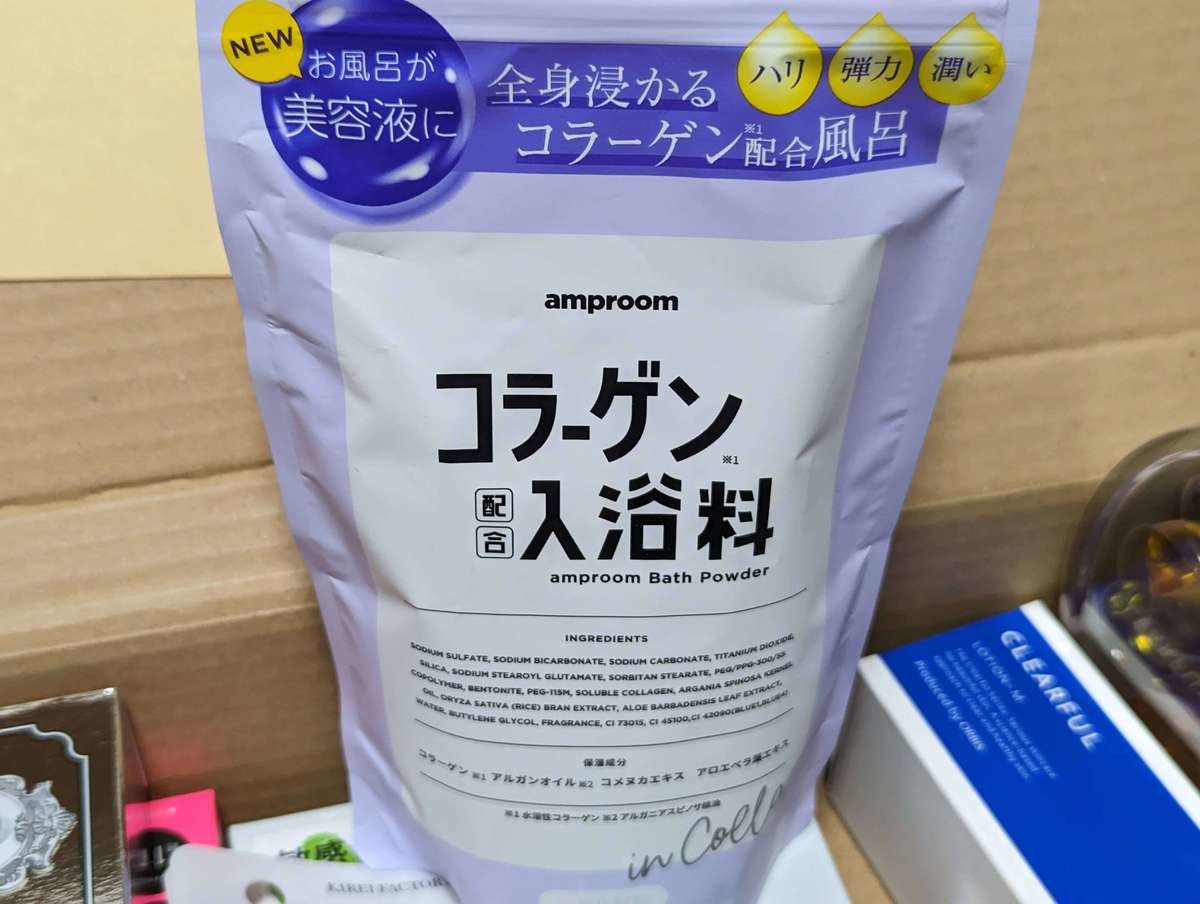 NEW
お風呂が
美容液に
全身浸かる
コラーゲン※1配合風呂
ハリ
弾力
潤い
amproom
コラーゲン※1
配合
入浴料
amproom Bath Powder
INGREDIENTS
SODIUM SULFATE, SODIUM BICARBONATE, SODIUM CARBONATE, TITANIUM DIOXIDE,
SILICA, SODIUM STEAROYL GLUTAMATE, SORBITAN STEARATE, PEG/PPG-300/55
COPOLYMER, BENTONITE, PEG-115M, SOLUBLE COLLAGEN, ARGANIA SPINOSA KERNEL
OIL, ORYZA SATIVA (RICE) BRAN EXTRACT, ALOE BARBADENSIS LEAF EXTRACT,
WATER, BUTYLENE GLYCOL, FRAGRANCE, CI 73015, CI 45100,CI 42090(BLUE1,BLUE4)
保湿成分
コラーゲン※1 アルガンオイル※2 コメヌカエキス アロエベラ葉エキス
※1 水溶性コラーゲン ※2 アルガニアスピノサ核油
in Colla
CLEARFUL
LOTION M
Produced by ORBIS
敏感
KIREI FACTORY